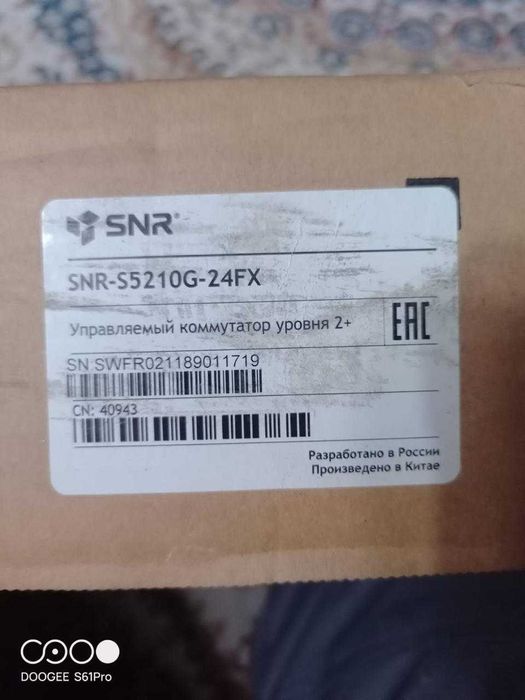 SNR®
SNR-S5210G-24FX
Управляемый коммутатор уровня 2+
EAC
SN:SWFR021189011719
CN: 40943
Разработано в России
Произведено в Китае
DOOGEE S61Pro